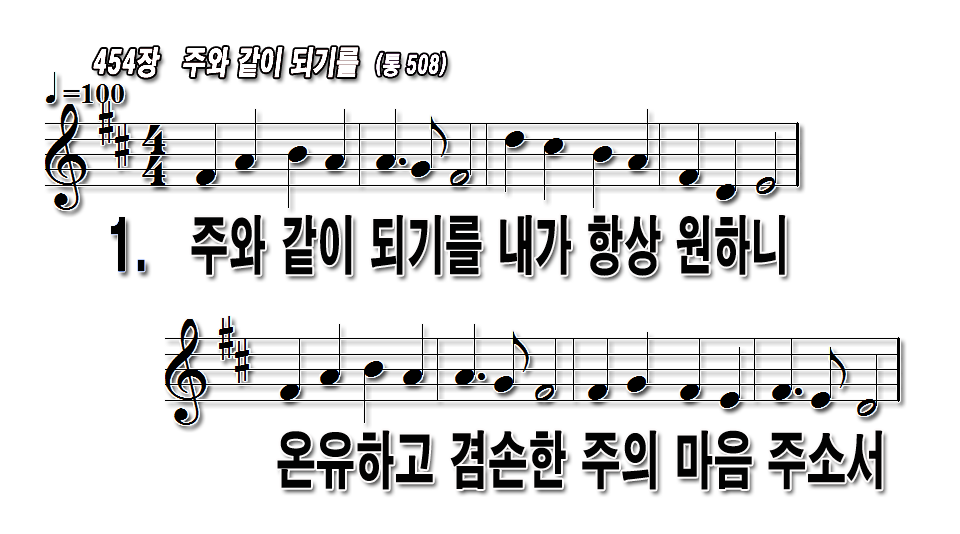 454장 주와 같이 되기를 (통 508)
♩=100
4
4
1. 주와 같이 되기를 내가 항상 원하니
온유하고 겸손한 주의 마음 주소서